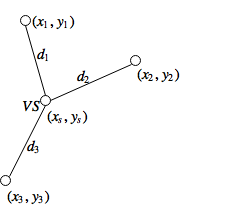 (x₁, y₁)
d₁
d₂
(x₂, y₂)
VS
(xₛ, yₛ)
d₃
(x₃, y₃)